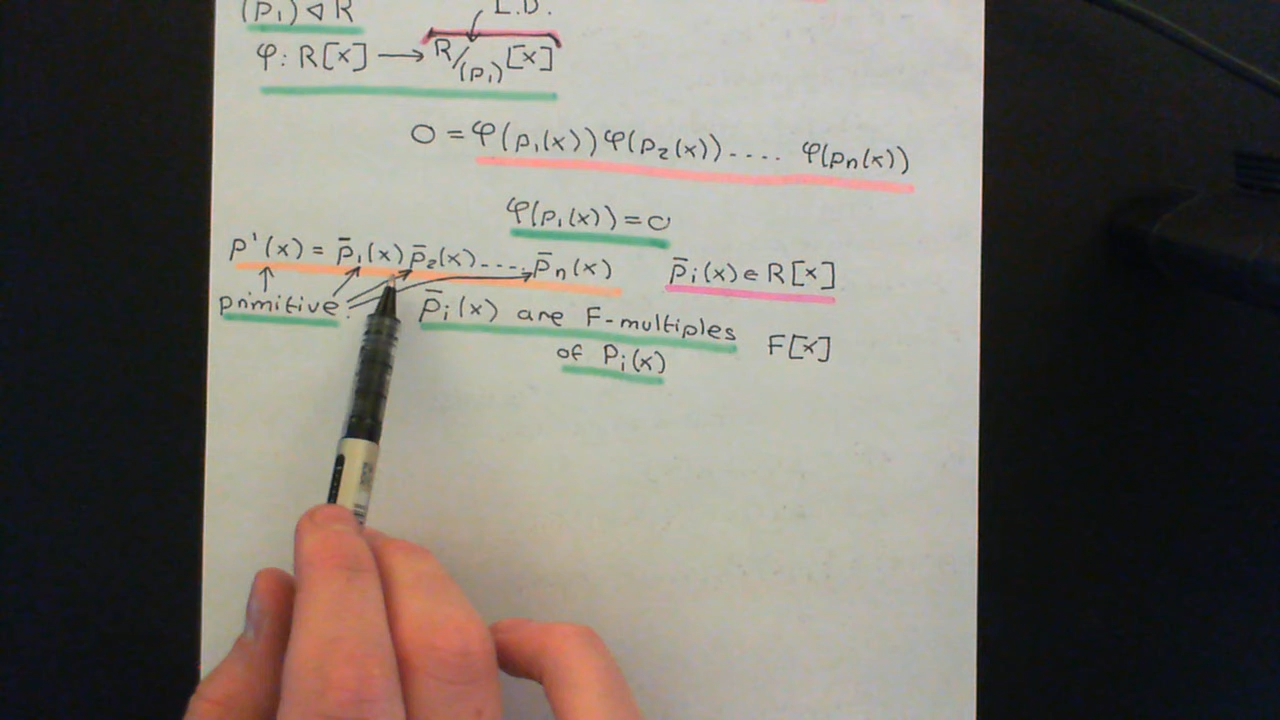 (p₁) ◁ R
I.D.
φ: R[x] ⟶ R/(p₁)[x]
0 = φ(p₁(x))φ(p₂(x)).... φ(pₙ(x))
φ(p₁(x)) = 0
p'(x) = p̄₁(x)p̄₂(x)....p̄ₙ(x) p̄ᵢ(x) ∈ R[x]
primitive p̄ᵢ(x) are F-multiples
of Pᵢ(x) F[x]